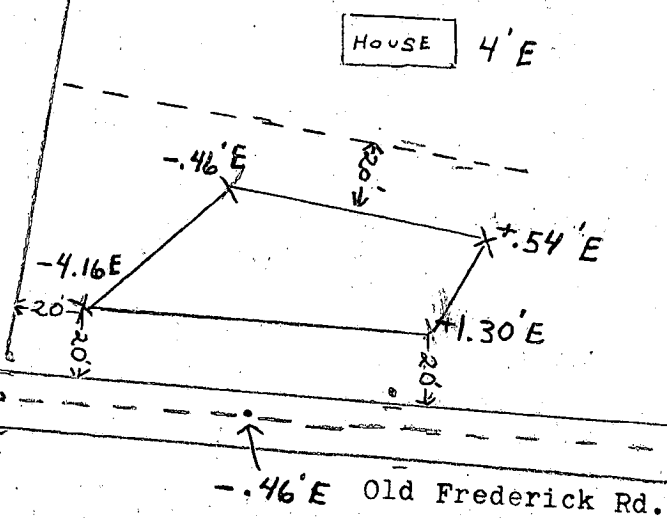 HOUSE 4'E
20'
-.46'E
+.54'E
-4.16E
20'
+1.30'E
20'
20'
-.46'E Old Frederick Rd.